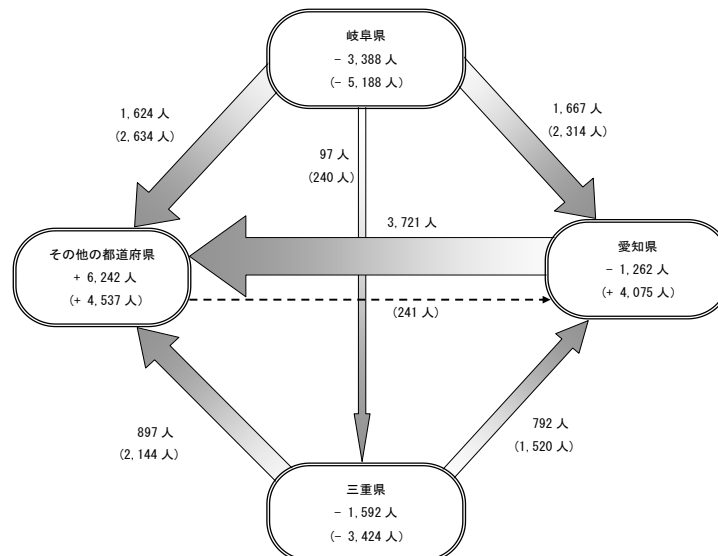 岐阜県
－ 3,388 人
(－ 5,188 人)
1,624 人
(2,634 人)
1,667 人
(2,314 人)
97 人
(240 人)
3,721 人
その他の都道府県
＋ 6,242 人
(＋ 4,537 人)
愛知県
－ 1,262 人
(＋ 4,075 人)
(241 人)
897 人
(2,144 人)
792 人
(1,520 人)
三重県
－ 1,592 人
(－ 3,424 人)